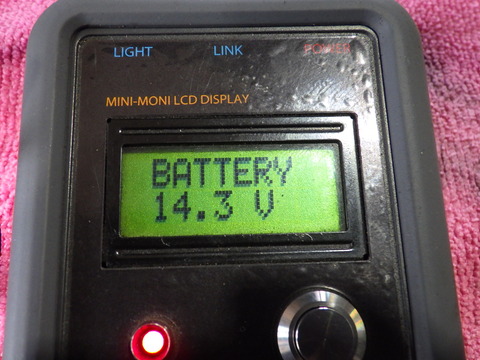 LIGHT LINK POWER
MINI-MONI LCD DISPLAY
BATTERY
14.3 V